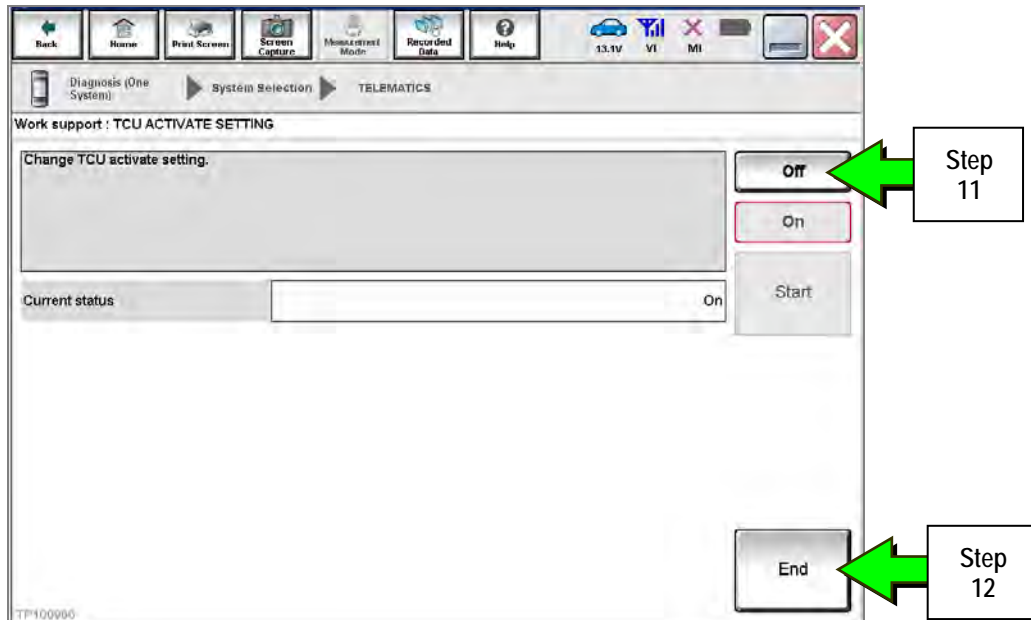 Back Home Print Screen Screen Capture Measurement Mode Recorded Data Help 13.1V VI MI
Diagnosis (One System) System Selection TELEMATICS
Work support : TCU ACTIVATE SETTING
Change TCU activate setting.
Off
Step 11
On
Current status On
Start
End
Step 12